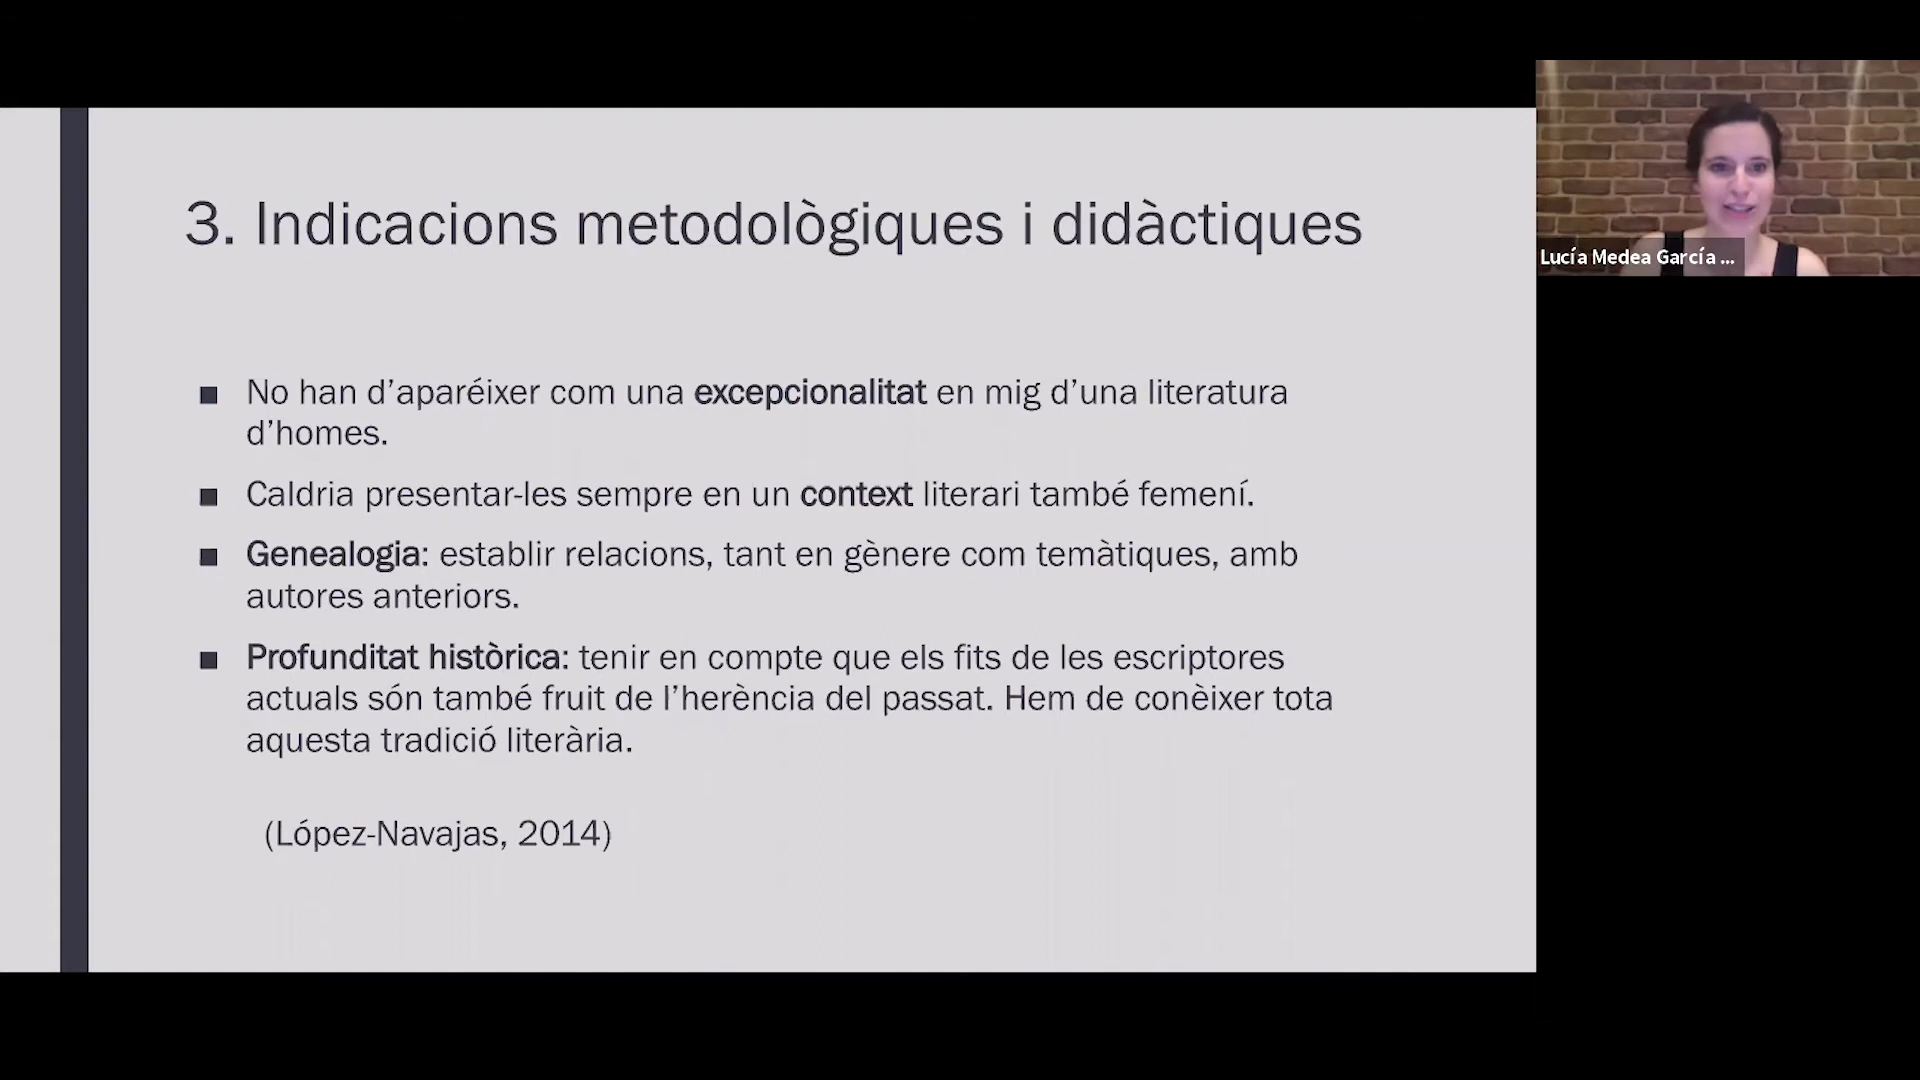 3. Indicacions metodològiques i didàctiques
Lucía Medea García ...
■ No han d’aparéixer com una excepcionalitat en mig d’una literatura
d’homes.
■ Caldria presentar-les sempre en un context literari també femení.
■ Genealogia: establir relacions, tant en gènere com temàtiques, amb
autores anteriors.
■ Profunditat històrica: tenir en compte que els fits de les escriptores
actuals són també fruit de l’herència del passat. Hem de conèixer tota
aquesta tradició literària.
(López-Navajas, 2014)